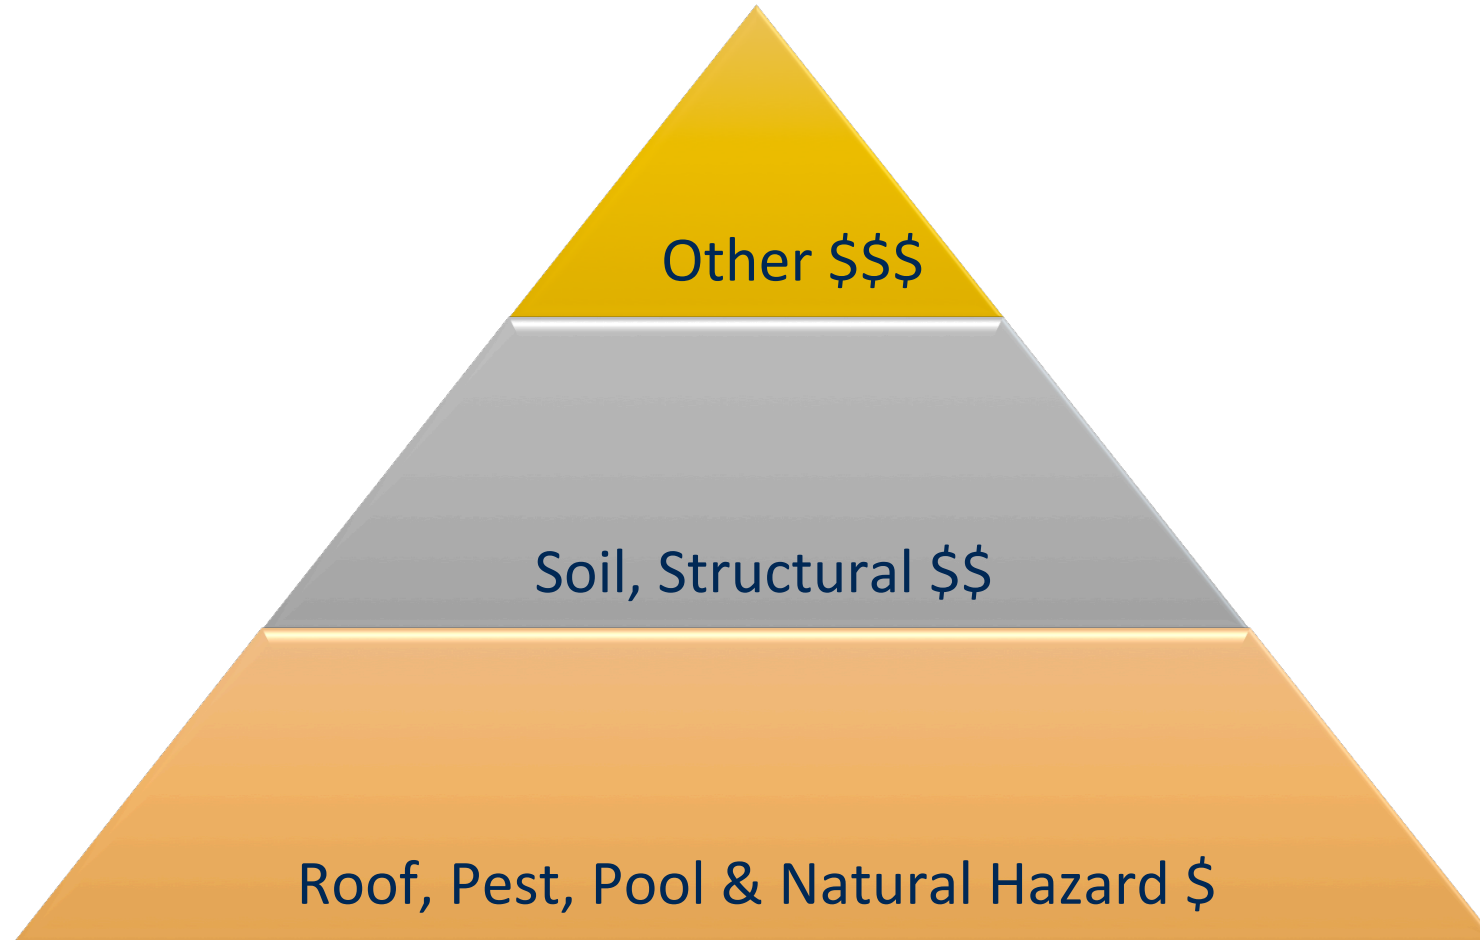 Other $$$
Soil, Structural $$
Roof, Pest, Pool & Natural Hazard $